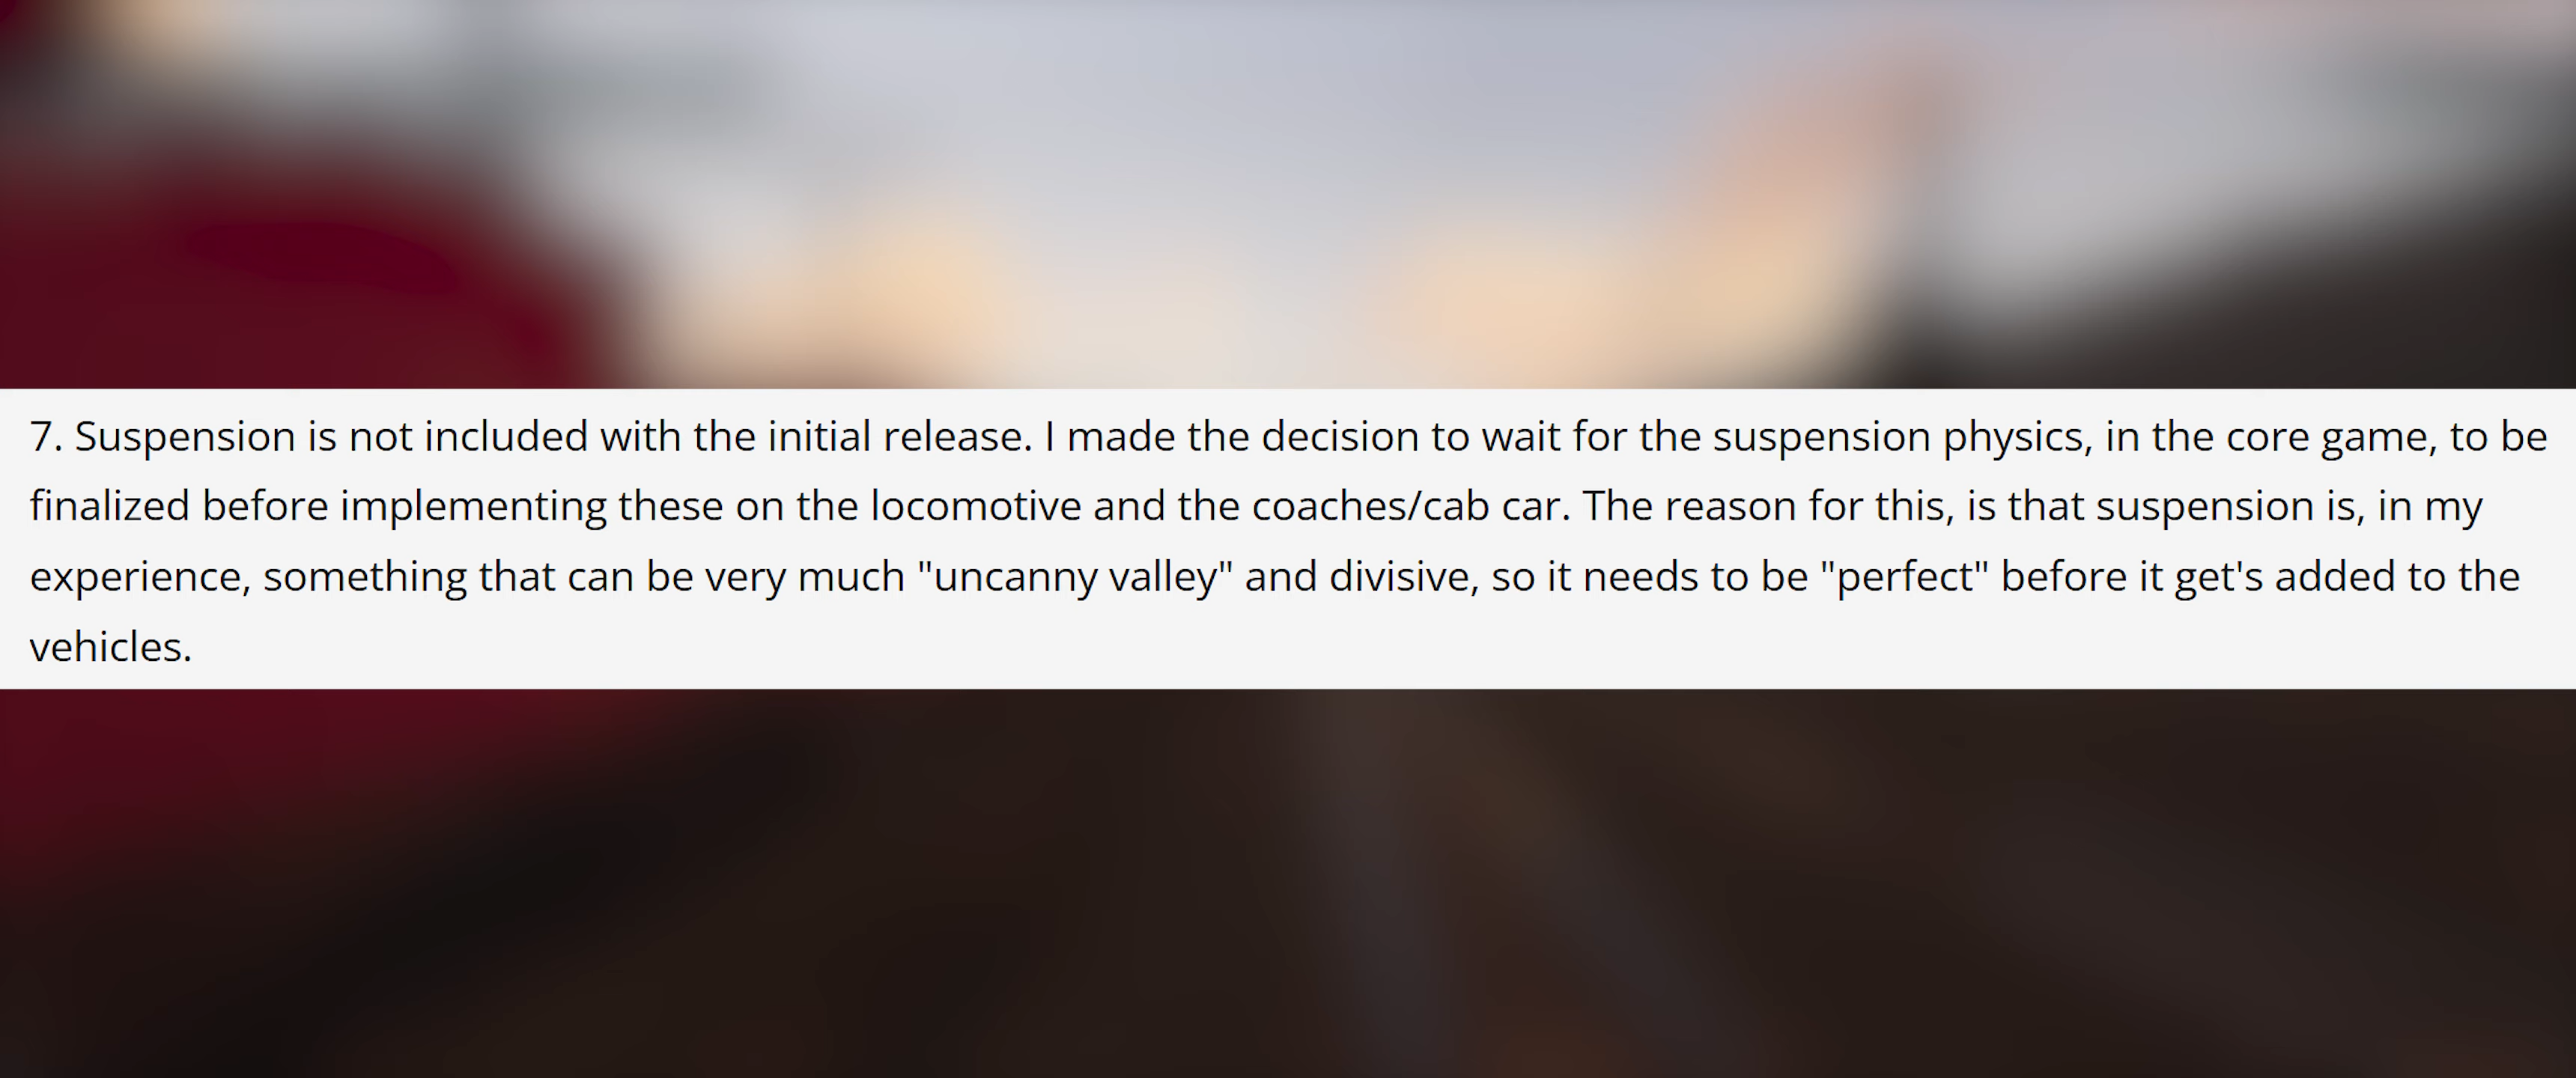 7. Suspension is not included with the initial release. I made the decision to wait for the suspension physics, in the core game, to be
finalized before implementing these on the locomotive and the coaches/cab car. The reason for this, is that suspension is, in my
experience, something that can be very much "uncanny valley" and divisive, so it needs to be "perfect" before it get's added to the
vehicles.